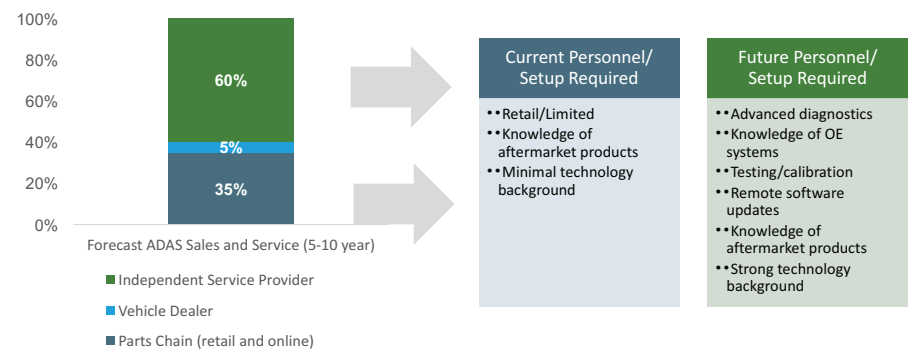 100%
80%
60%
40%
20%
0%
60%
5%
35%
Forecast ADAS Sales and Service (5-10 year)
Independent Service Provider
Vehicle Dealer
Parts Chain (retail and online)
Current Personnel/
Setup Required
••Retail/Limited
••Knowledge of
aftermarket products
••Minimal technology
background
Future Personnel/
Setup Required
••Advanced diagnostics
••Knowledge of OE
systems
••Testing/calibration
••Remote software
updates
••Knowledge of
aftermarket products
••Strong technology
background